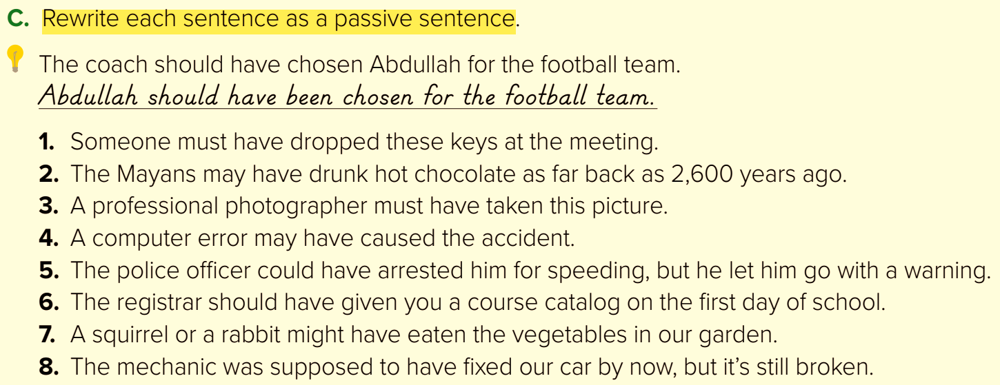 C. Rewrite each sentence as a passive sentence.
The coach should have chosen Abdullah for the football team.
Abdullah should have been chosen for the football team.
1. Someone must have dropped these keys at the meeting.
2. The Mayans may have drunk hot chocolate as far back as 2,600 years ago.
3. A professional photographer must have taken this picture.
4. A computer error may have caused the accident.
5. The police officer could have arrested him for speeding, but he let him go with a warning.
6. The registrar should have given you a course catalog on the first day of school.
7. A squirrel or a rabbit might have eaten the vegetables in our garden.
8. The mechanic was supposed to have fixed our car by now, but it’s still broken.